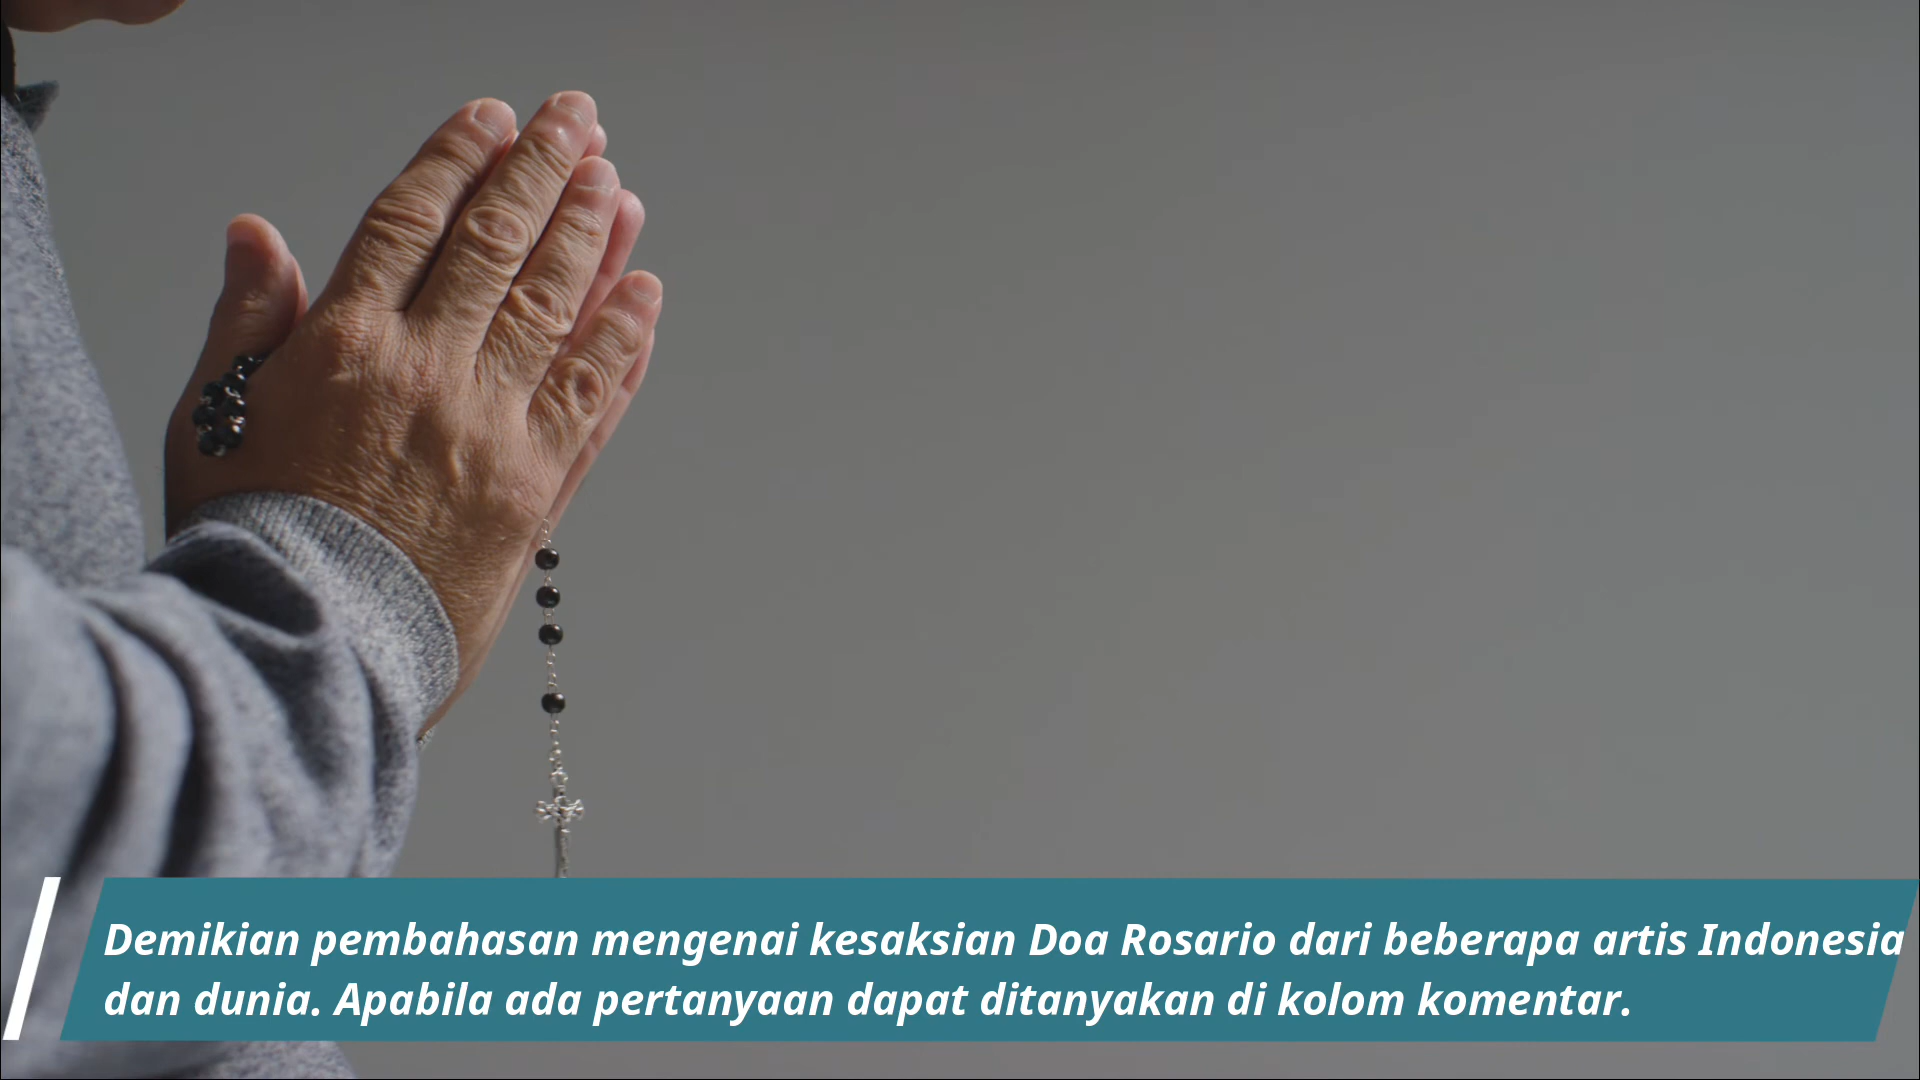 Demikian pembahasan mengenai kesaksian Doa Rosario dari beberapa artis Indonesia
dan dunia. Apabila ada pertanyaan dapat ditanyakan di kolom komentar.